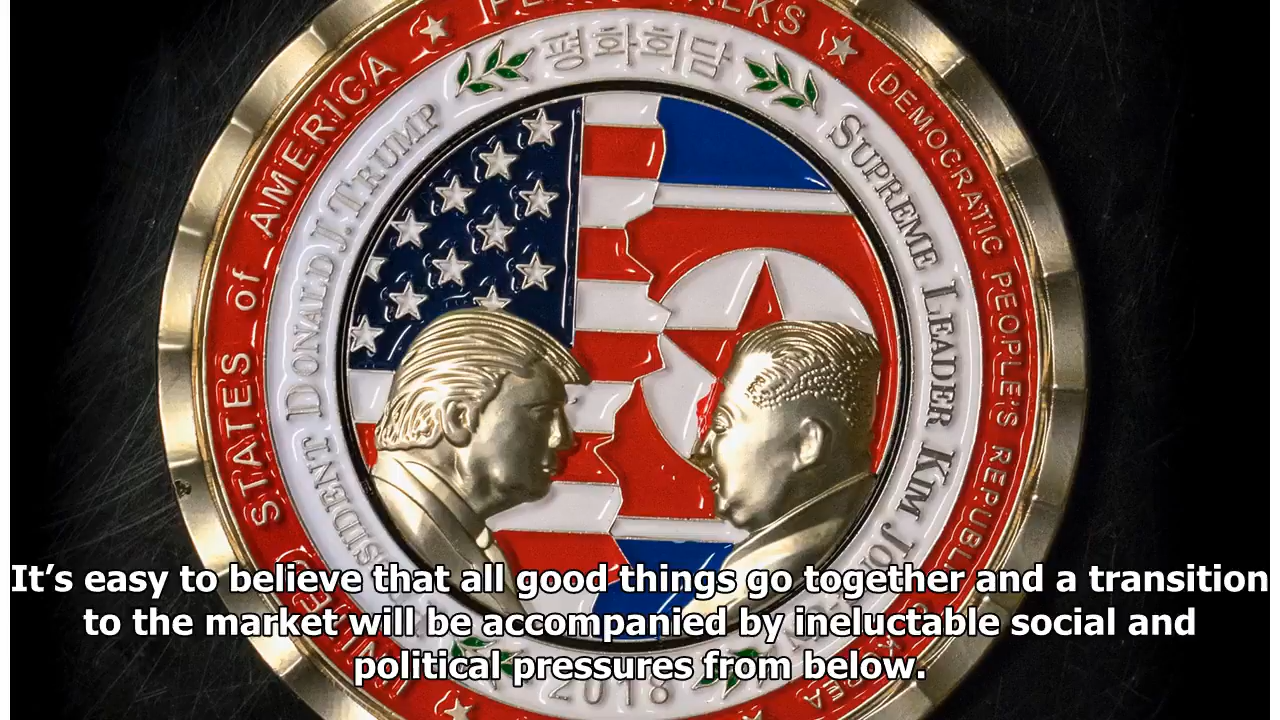 PEACE TALKS
평화회담
STATES of AMERICA
DEMOCRATIC PEOPLE'S
DONALD J. TRUMP
SUPREME LEADER KIM
It’s easy to believe that all good things go together and a transition
to the market will be accompanied by ineluctable social and
political pressures from below.
2018